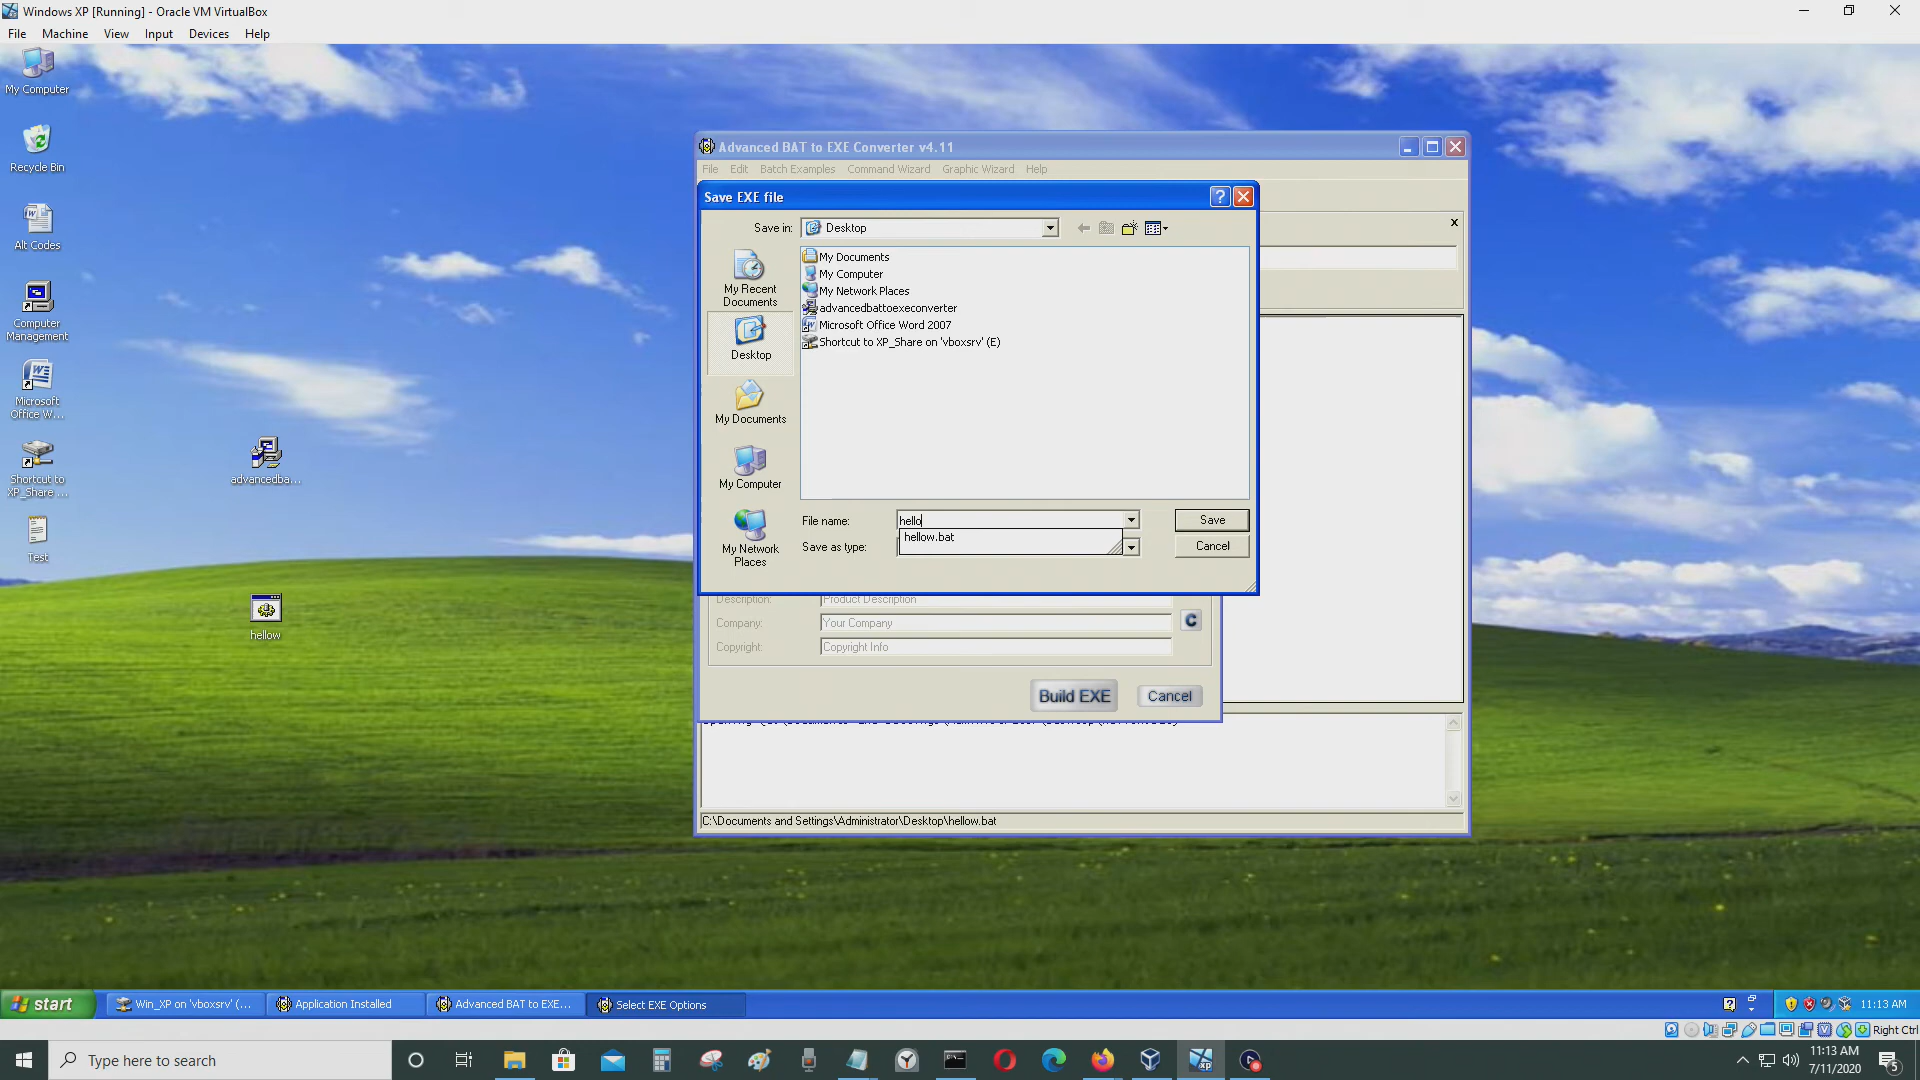 Windows XP [Running] - Oracle VM VirtualBox
File Machine View Input Devices Help
My Computer
Recycle Bin
Alt Codes
Computer
Management
Microsoft
Office W...
Shortcut to
XP_Share ...
Test
advancedba...
hellow
Advanced BAT to EXE Converter v4.11
File Edit Batch Examples Command Wizard Graphic Wizard Help
Save EXE file
Save in: Desktop
My Recent
Documents
Desktop
My Documents
My Computer
My Network
Places
My Documents
My Computer
My Network Places
advancedbattoexeconverter
Microsoft Office Word 2007
Shortcut to XP_Share on 'vboxsrv' (E)
File name: hello Save
hellow.bat
Save as type: Cancel
Description: Product Description
Company: Your Company
C
Copyright: Copyright Info
Build EXE Cancel
C:\Documents and Settings\Administrator\Desktop\hellow.bat
start Win_XP on 'vboxsrv' (... Application Installed Advanced BAT to EXE... Select EXE Options 11:13 AM
Right Ctrl
Type here to search
xp
11:13 AM
7/11/2020
5